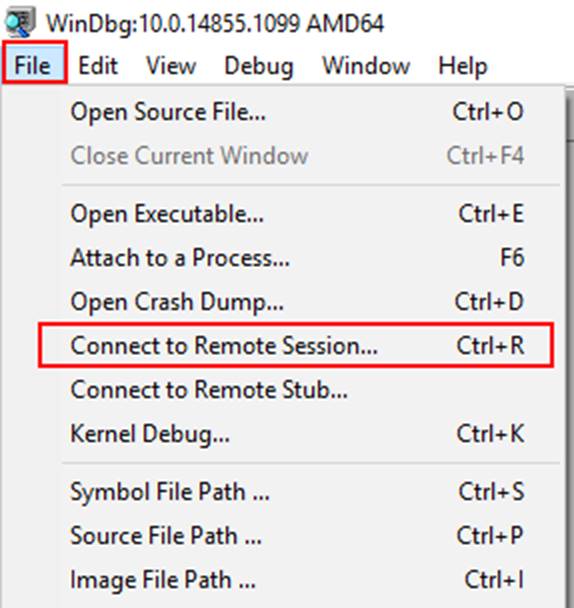 WinDbg:10.0.14855.1099 AMD64
File Edit View Debug Window Help
Open Source File... Ctrl+O
Close Current Window Ctrl+F4
Open Executable... Ctrl+E
Attach to a Process... F6
Open Crash Dump... Ctrl+D
Connect to Remote Session... Ctrl+R
Connect to Remote Stub...
Kernel Debug... Ctrl+K
Symbol File Path ... Ctrl+S
Source File Path ... Ctrl+P
Image File Path ... Ctrl+I